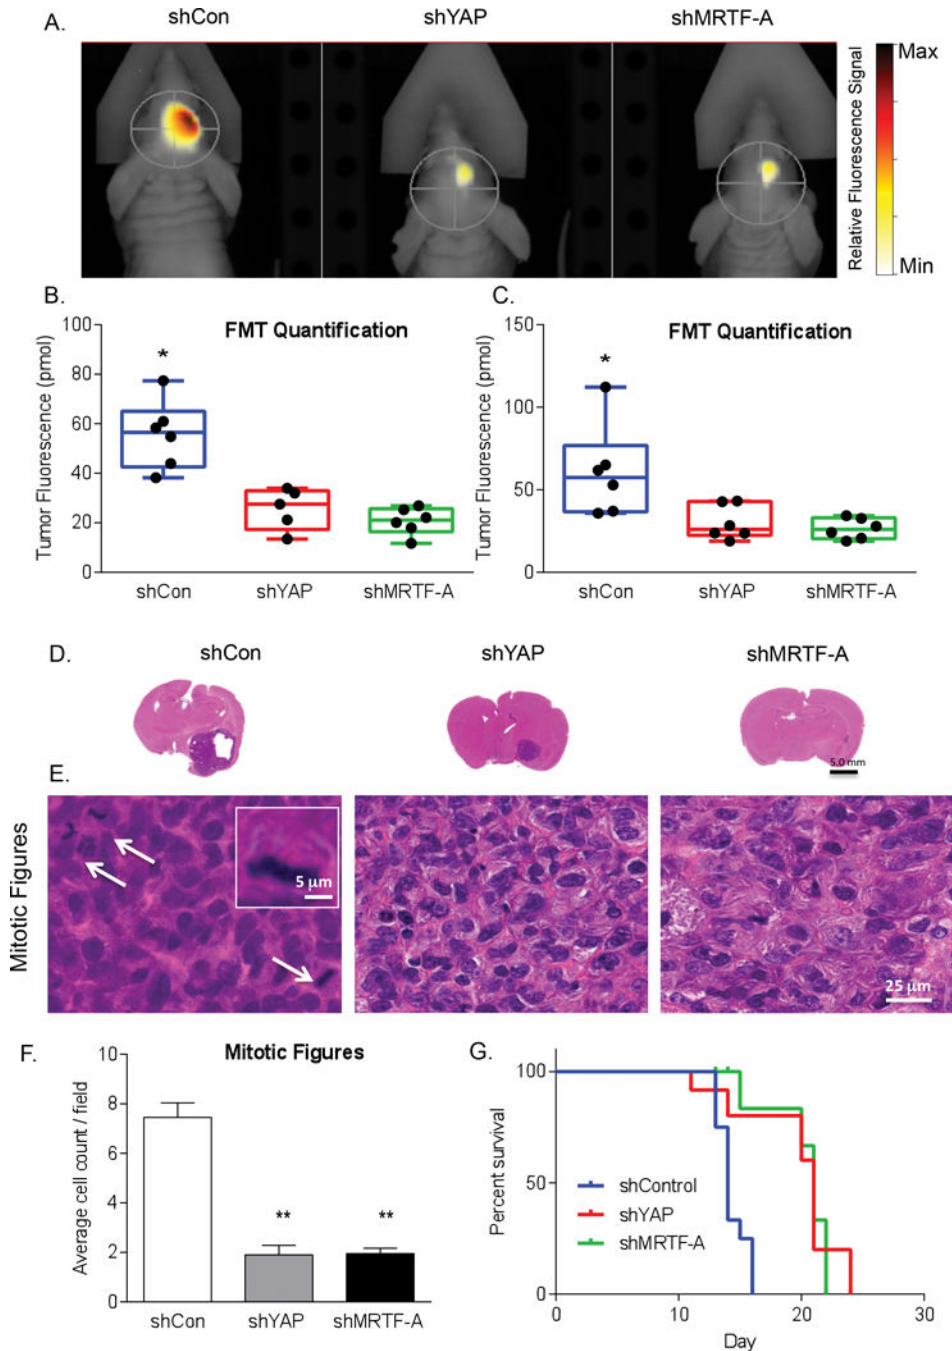 A.
shCon
shYAP
shMRTF-A
Relative Fluorescence Signal
Max
Min
B.
FMT Quantification
Tumor Fluorescence (pmol)
100
80
60
40
20
0
*
shCon
shYAP
shMRTF-A
C.
FMT Quantification
Tumor Fluorescence (pmol)
150
100
50
0
*
shCon
shYAP
shMRTF-A
D.
shCon
shYAP
shMRTF-A
5.0 mm
E.
Mitotic Figures
5 µm
25 µm
F.
Mitotic Figures
Average cell count / field
10
8
6
4
2
0
**
**
shCon
shYAP
shMRTF-A
G.
Percent survival
100
50
0
shControl
shYAP
shMRTF-A
0
10
20
30
Day